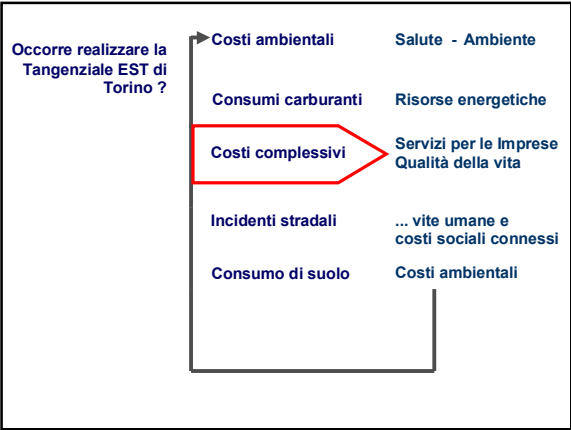 Occorre realizzare la
Tangenziale EST di
Torino ?
Costi ambientali
Salute - Ambiente
Consumi carburanti
Risorse energetiche
Costi complessivi
Servizi per le Imprese
Qualità della vita
Incidenti stradali
... vite umane e
costi sociali connessi
Consumo di suolo
Costi ambientali